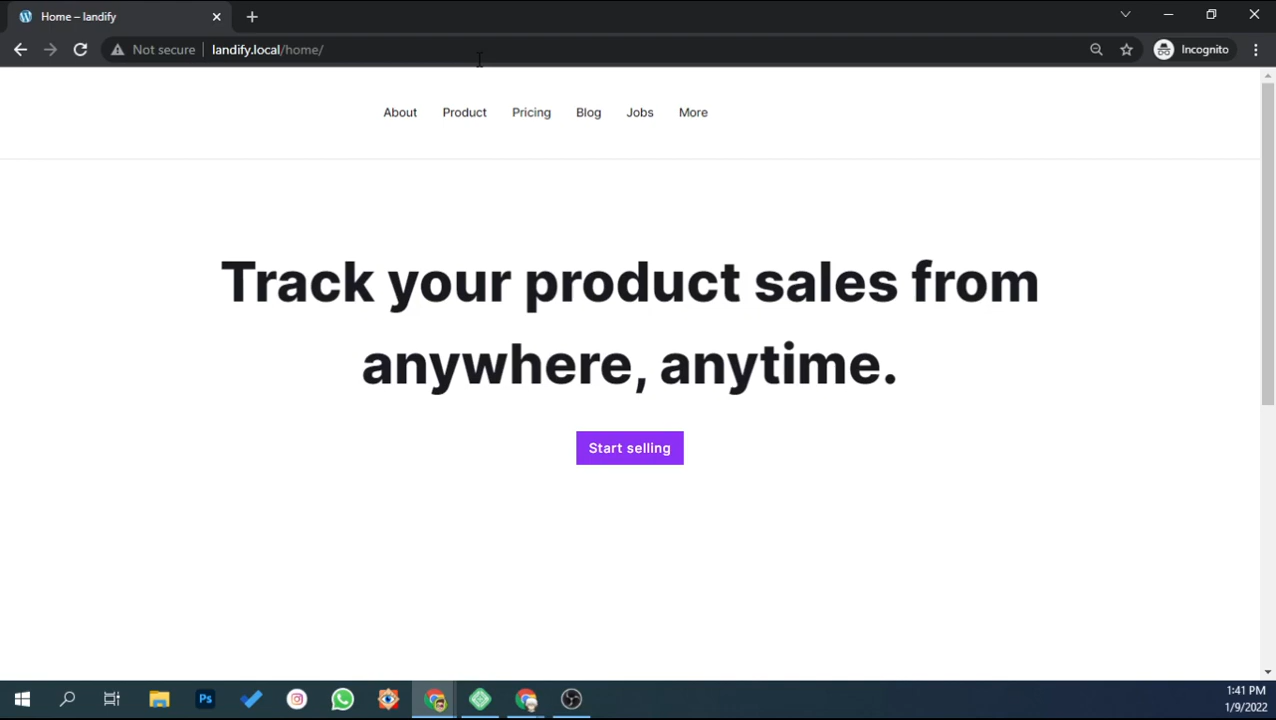 Home – landify
Not secure landify.local/home/ Incognito
About Product Pricing Blog Jobs More
Track your product sales from
anywhere, anytime.
Start selling
Ps
1:41 PM
1/9/2022